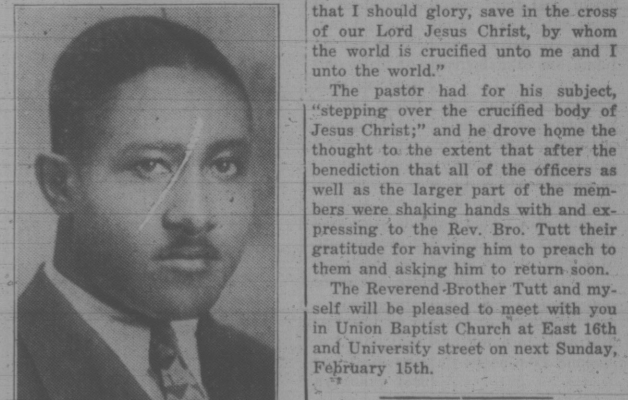 that I should glory, save in the cross
of our Lord Jesus Christ, by whom
the world is crucified unto me and I
unto the world."
The pastor had for his subject,
"stepping over the crucified body of
Jesus Christ;" and he drove home the
thought to the extent that after the
benediction that all of the officers as
well as the larger part of the mem-
bers were shaking hands with and ex-
pressing to the Rev. Bro. Tutt their
gratitude for having him to preach to
them and asking him to return soon.
The Reverend Brother Tutt and my-
self will be pleased to meet with you
in Union Baptist Church at East 16th
and University street on next Sunday,
February 15th.